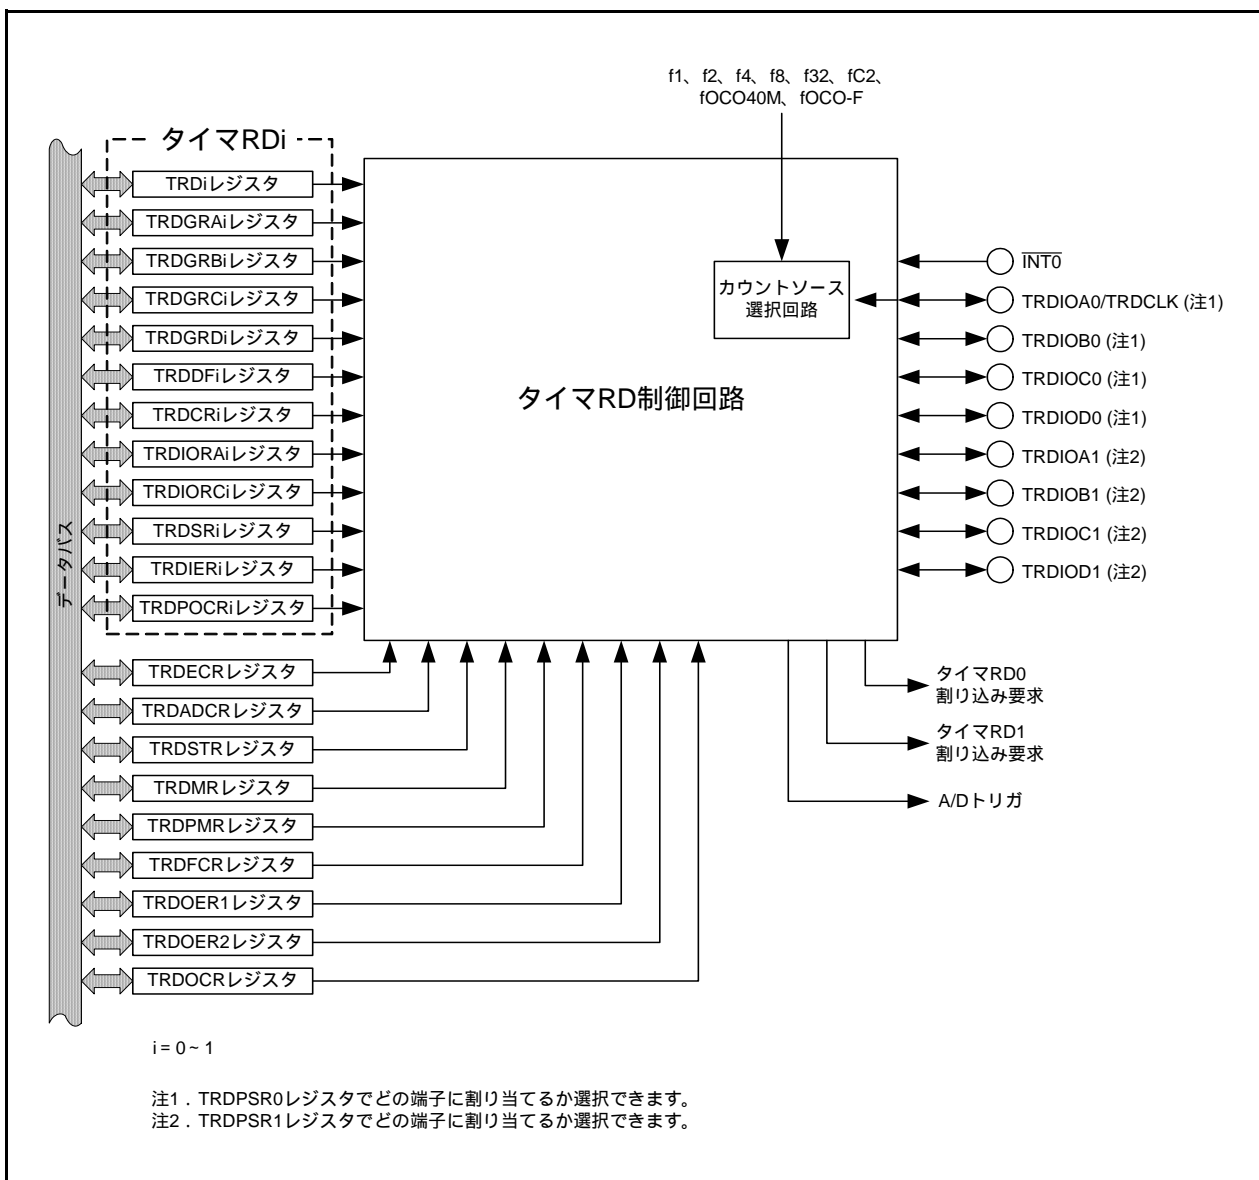 f1、f2、f4、f8、f32、fC2、
fOCO40M、fOCO-F
タイマRDi
TRDiレジスタ
TRDGRAiレジスタ
TRDGRBiレジスタ
TRDGRCiレジスタ
TRDGRDiレジスタ
TRDDFiレジスタ
TRDCRiレジスタ
TRDIORAiレジスタ
TRDIORCiレジスタ
TRDSRiレジスタ
TRDIERiレジスタ
TRDPOCRiレジスタ
データバス
カウントソース
選択回路
タイマRD制御回路
INT0
TRDIOA0/TRDCLK (注1)
TRDIOB0 (注1)
TRDIOC0 (注1)
TRDIOD0 (注1)
TRDIOA1 (注2)
TRDIOB1 (注2)
TRDIOC1 (注2)
TRDIOD1 (注2)
TRDECRレジスタ
TRDADCRレジスタ
TRDSTRレジスタ
TRDMRレジスタ
TRDPMRレジスタ
TRDFCRレジスタ
TRDOER1レジスタ
TRDOER2レジスタ
TRDOCRレジスタ
タイマRD0
割り込み要求
タイマRD1
割り込み要求
A/Dトリガ
i = 0 ~ 1
注1．TRDPSR0レジスタでどの端子に割り当てるか選択できます。
注2．TRDPSR1レジスタでどの端子に割り当てるか選択できます。